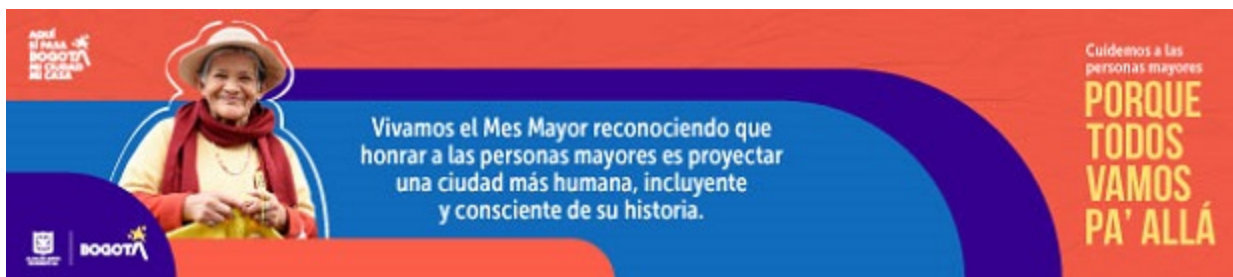 AQUÍ
SÍ PASA
BOGOTÁ
MI CIUDAD
MI CASA
Vivamos el Mes Mayor reconociendo que
honrar a las personas mayores es proyectar
una ciudad más humana, incluyente
y consciente de su historia.
Cuidemos a las
personas mayores
PORQUE
TODOS
VAMOS
PA' ALLÁ
BOGOTÁ